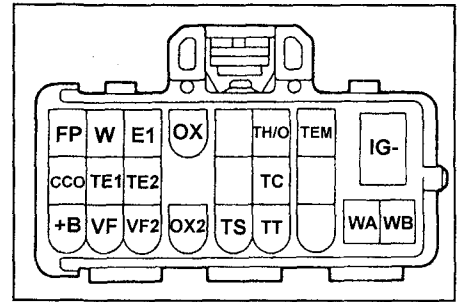 FP W E1 OX TH/O TEM IG-
CCO TE1 TE2 TC
+B VF VF2 OX2 TS TT WA WB